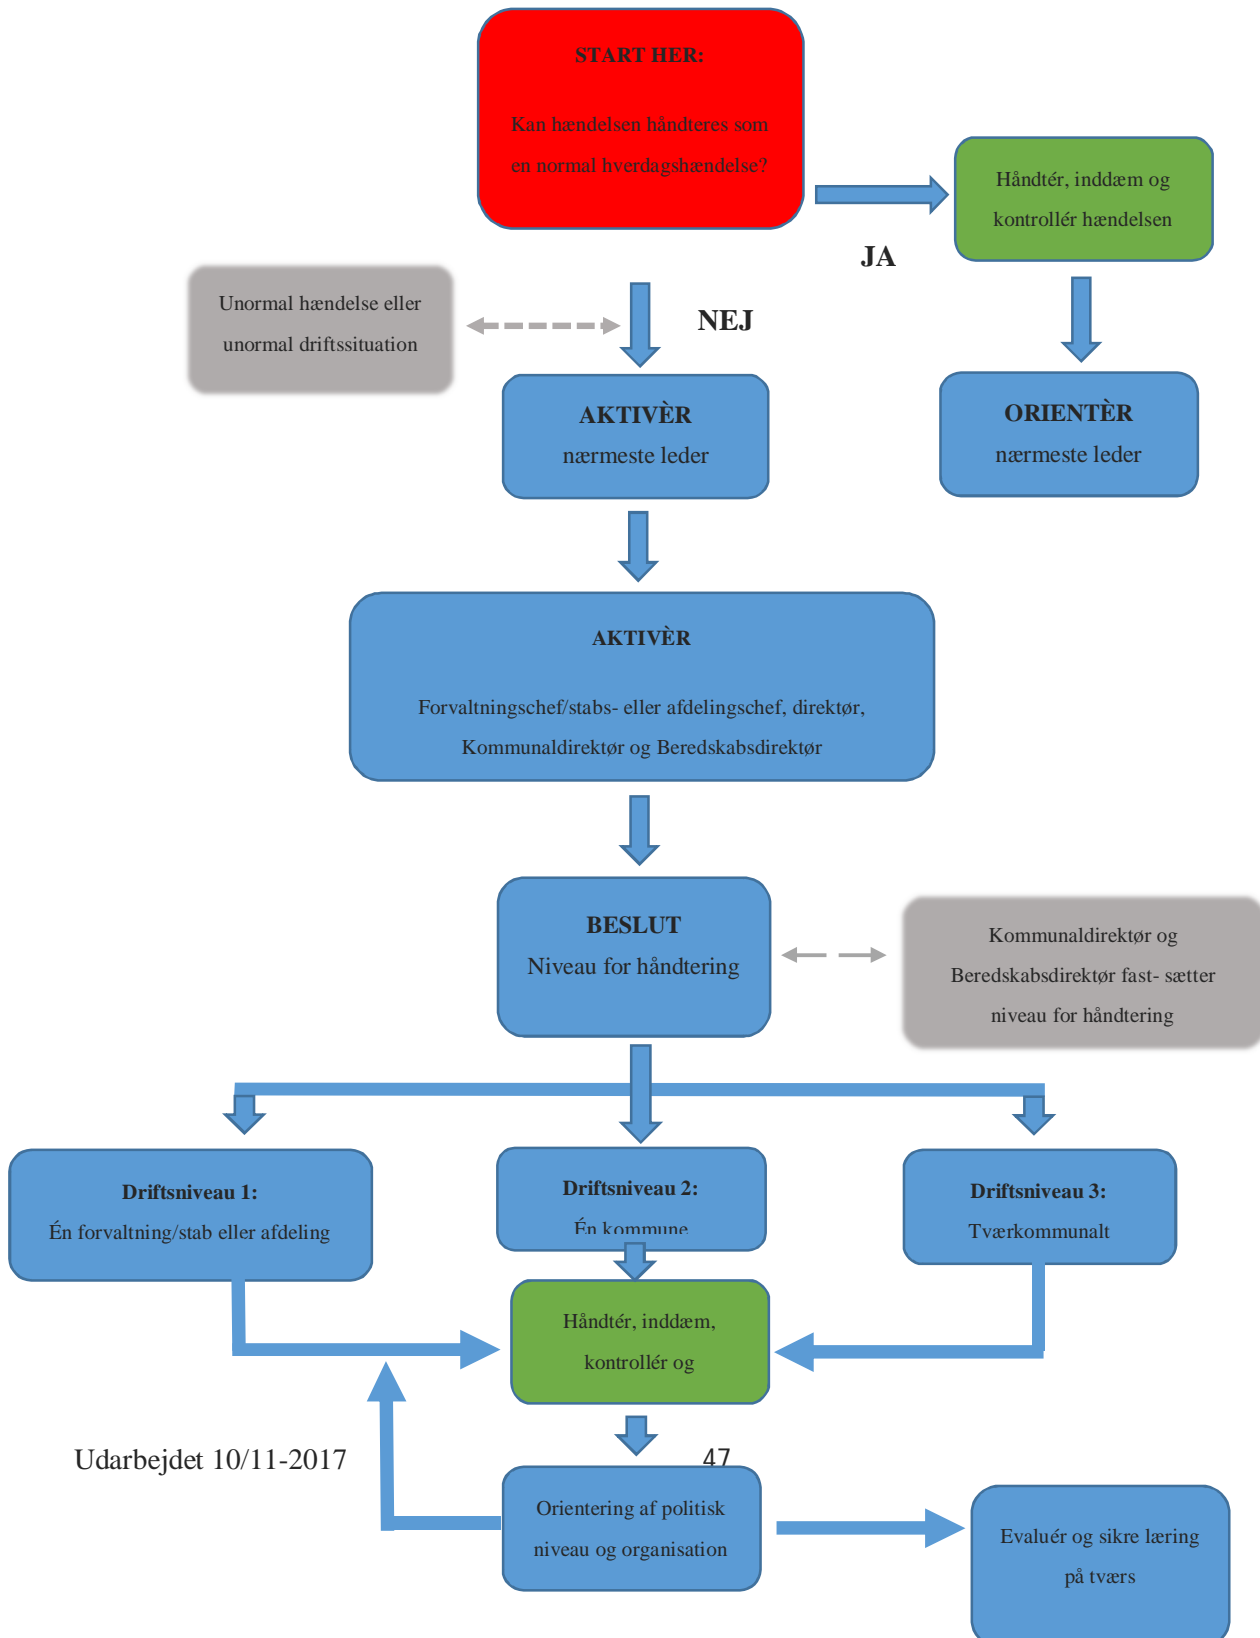 START HER:
Kan hændelsen håndteres som
en normal hverdagshændelse?
Håndtér, inddæm og
kontrollér hændelsen
JA
Unormal hændelse eller
unormal driftssituation
NEJ
AKTIVÈR
nærmeste leder
ORIENTÈR
nærmeste leder
AKTIVÈR
Forvaltningschef/stabs- eller afdelingschef, direktør,
Kommunaldirektør og Beredskabsdirektør
BESLUT
Niveau for håndtering
Kommunaldirektør og
Beredskabsdirektør fast- sætter
niveau for håndtering
Driftsniveau 1:
Én forvaltning/stab eller afdeling
Driftsniveau 2:
Én kommune
Driftsniveau 3:
Tværkommunalt
Håndtér, inddæm,
kontrollér og
Udarbejdet 10/11-2017
47
Orientering af politisk
niveau og organisation
Evaluér og sikre læring
på tværs